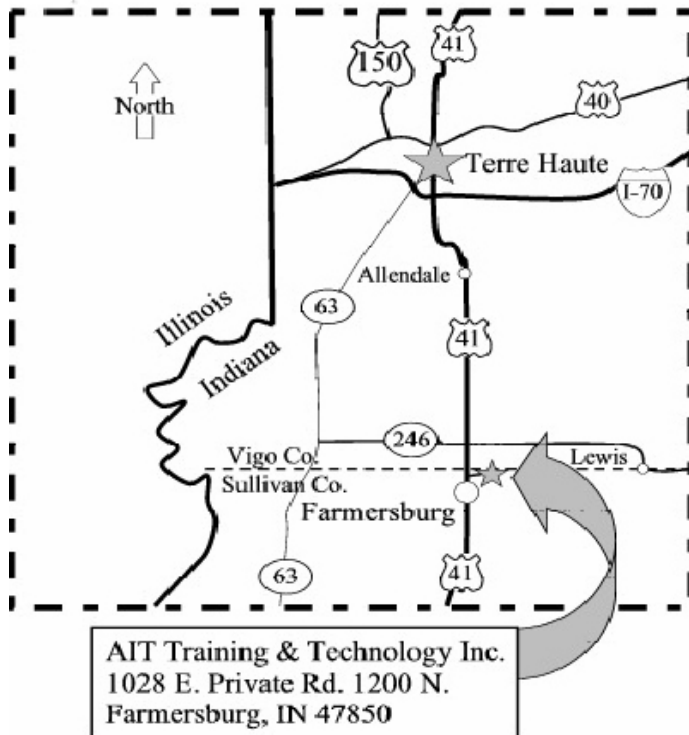 41
150
40
North
Terre Haute
I-70
Allendale
63
Illinois
Indiana
41
246
Vigo Co.
Lewis
Sullivan Co.
Farmersburg
63
41
AIT Training & Technology Inc.
1028 E. Private Rd. 1200 N.
Farmersburg, IN 47850